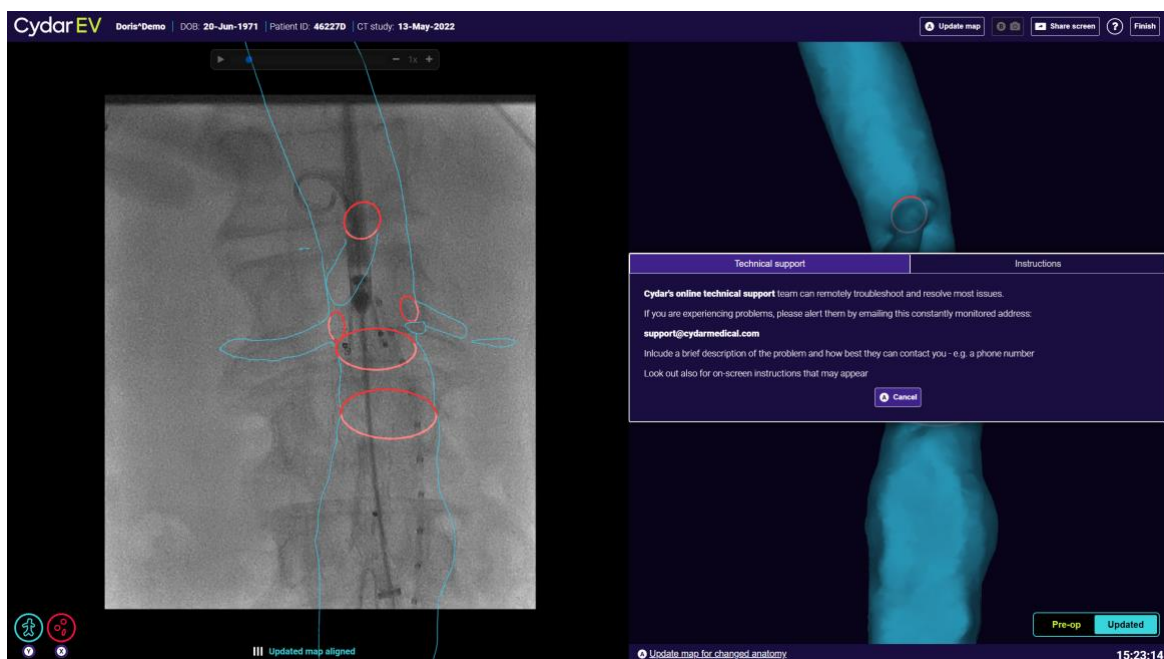 Cydar EV Doris^Demo | DOB: 20-Jun-1971 | Patient ID: 46227D | CT study: 13-May-2022
A Update map
Share screen
?
Finish
1x
Technical support
Instructions
Cydar's online technical support team can remotely troubleshoot and resolve most issues.
If you are experiencing problems, please alert them by emailing this constantly monitored address:
support@cydarmedical.com
Inlcude a brief description of the problem and how best they can contact you - e.g. a phone number
Look out also for on-screen instructions that may appear
A Cancel
Pre-op
Updated
Y
X
Updated map aligned
A Update map for changed anatomy
15:23:14